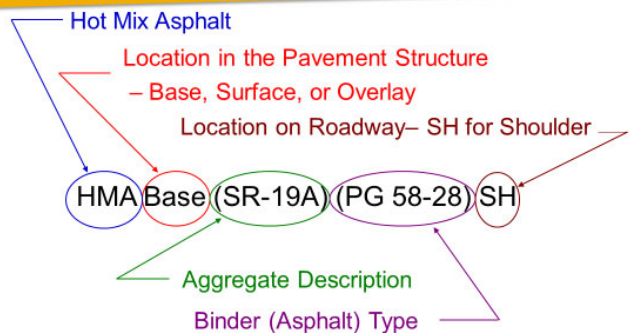 Hot Mix Asphalt
Location in the Pavement Structure
– Base, Surface, or Overlay
Location on Roadway– SH for Shoulder
HMA Base (SR-19A) (PG 58-28) SH
Aggregate Description
Binder (Asphalt) Type